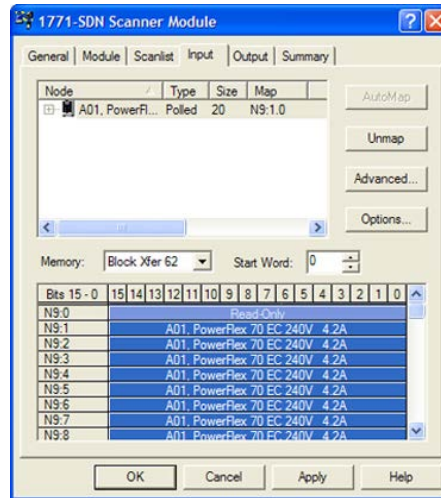 1771-SDN Scanner Module
General Module Scanlist Input Output Summary
Node Type Size Map
A01, PowerFl... Polled 20 N9:1.0
AutoMap
Unmap
Advanced...
Options...
Memory: Block Xfer 62 Start Word: 0
Bits 15 - 0 15 14 13 12 11 10 9 8 7 6 5 4 3 2 1 0
N9:0 Read-Only
N9:1 A01, PowerFlex 70 EC 240V 4.2A
N9:2 A01, PowerFlex 70 EC 240V 4.2A
N9:3 A01, PowerFlex 70 EC 240V 4.2A
N9:4 A01, PowerFlex 70 EC 240V 4.2A
N9:5 A01, PowerFlex 70 EC 240V 4.2A
N9:6 A01, PowerFlex 70 EC 240V 4.2A
N9:7 A01, PowerFlex 70 EC 240V 4.2A
N9:8 A01, PowerFlex 70 EC 240V 4.2A
OK Cancel Apply Help